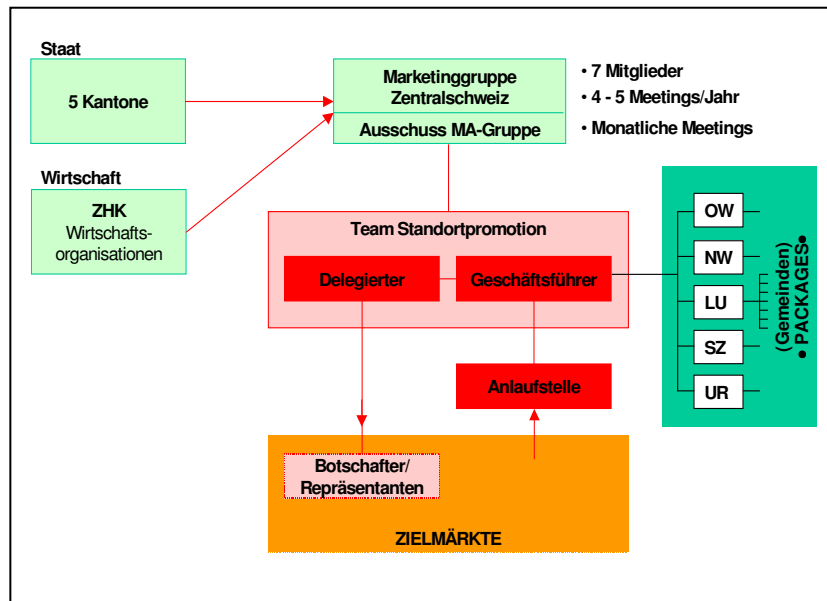 Staat
5 Kantone
Marketinggruppe
Zentralschweiz
Ausschuss MA-Gruppe
• 7 Mitglieder
• 4 - 5 Meetings/Jahr
• Monatliche Meetings
Wirtschaft
ZHK
Wirtschafts-
organisationen
Team Standortpromotion
Delegierter
Geschäftsführer
Anlaufstelle
Botschafter/
Repräsentanten
ZIELMÄRKTE
OW
NW
LU
SZ
UR
(Gemeinden)
• PACKAGES•